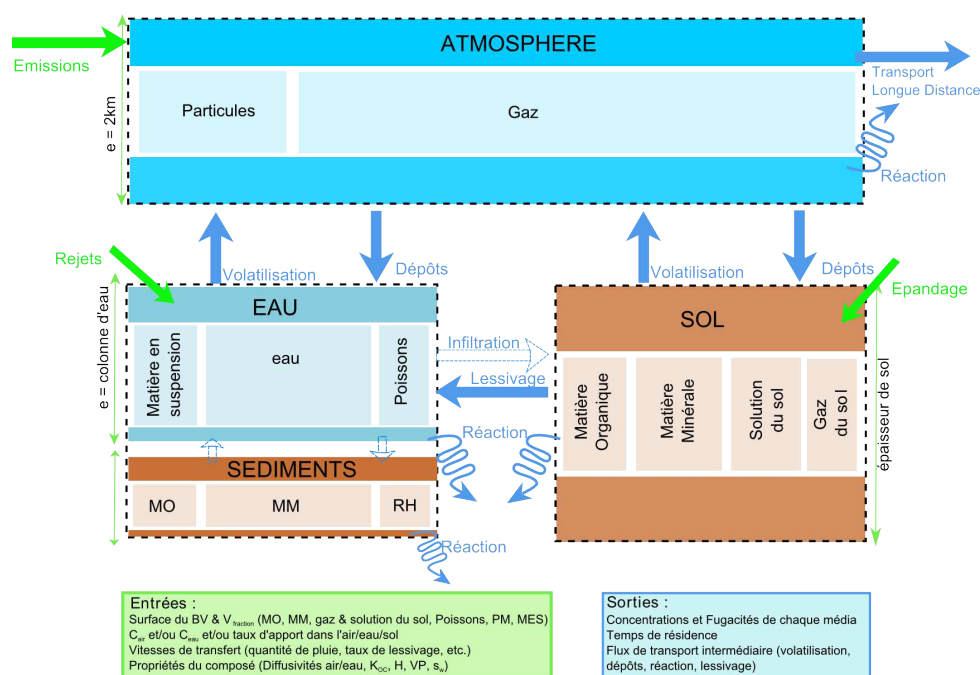 ATMOSPHERE
Emissions
Transport
Longue Distance
e = 2km
Particules
Gaz
Réaction
Rejets
Volatilisation
Dépôts
Volatilisation
Dépôts
Epandage
e = colonne d'eau
EAU
SOL
Matière en
suspension
eau
Poissons
Infiltration
Lessivage
Matière
Organique
Matière
Minérale
Solution
du sol
Gaz
du sol
épaisseur de sol
Réaction
SEDIMENTS
MO
MM
RH
Réaction
Entrées :
Surface du BV & V fraction (MO, MM, gaz & solution du sol, Poissons, PM, MES)
Cair et/ou Ceau et/ou taux d'apport dans l'air/eau/sol
Vitesses de transfert (quantité de pluie, taux de lessivage, etc.)
Propriétés du composé (Diffusivités air/eau, KOC, H, VP, sw)
Sorties :
Concentrations et Fugacités de chaque média
Temps de résidence
Flux de transport intermédiaire (volatilisation,
dépôts, réaction, lessivage)